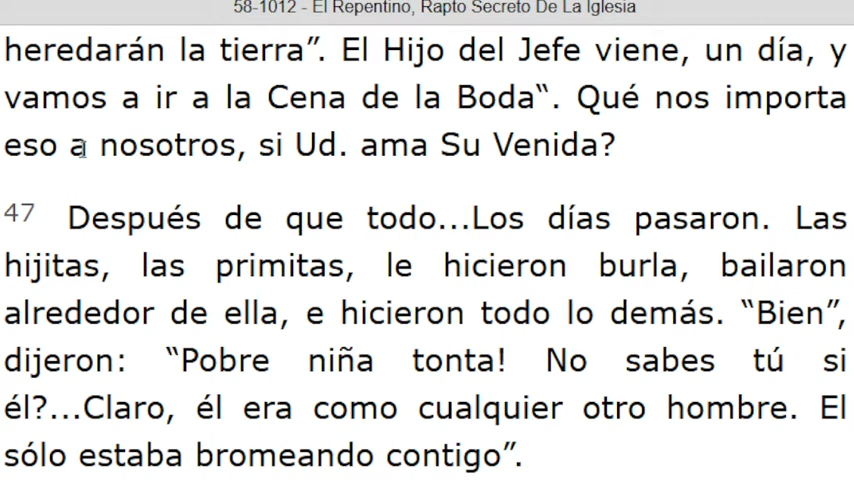 58-1012 - El Repentino, Rapto Secreto De La Iglesia
heredarán la tierra”. El Hijo del Jefe viene, un día, y
vamos a ir a la Cena de la Boda“. Qué nos importa
eso a nosotros, si Ud. ama Su Venida?
47 Después de que todo...Los días pasaron. Las
hijitas, las primitas, le hicieron burla, bailaron
alrededor de ella, e hicieron todo lo demás. “Bien”,
dijeron: “Pobre niña tonta! No sabes tú si
él?...Claro, él era como cualquier otro hombre. El
sólo estaba bromeando contigo”.